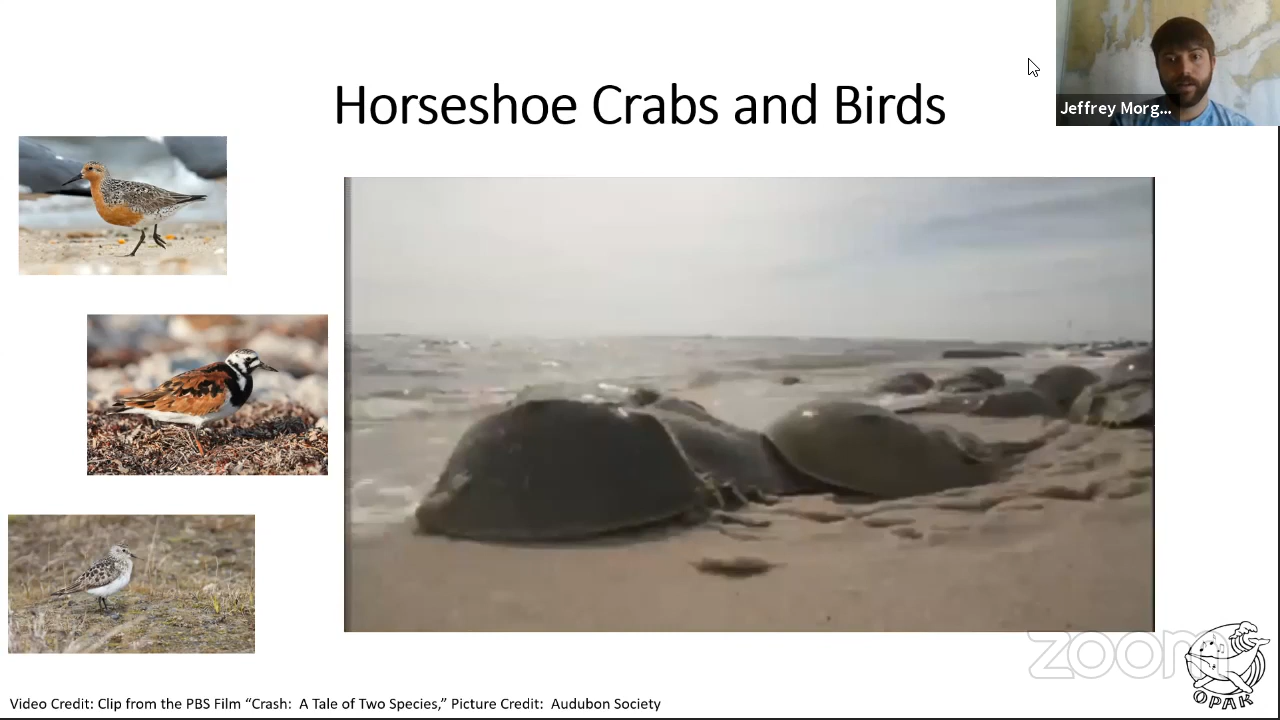 Jeffrey Morg...
Horseshoe Crabs and Birds
zoom
OPAK
Video Credit: Clip from the PBS Film “Crash:  A Tale of Two Species,” Picture Credit:  Audubon Society